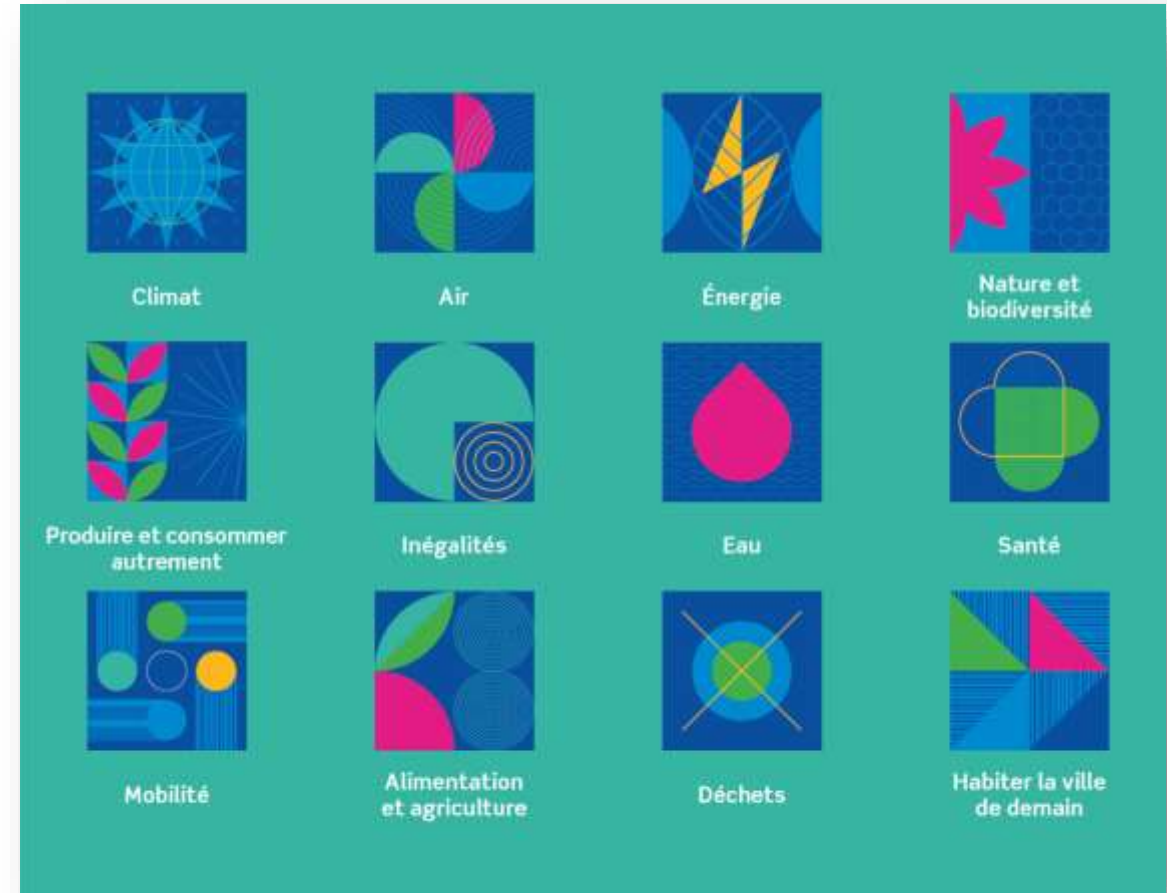 Climat
Air
Énergie
Nature et
biodiversité
Produire et consommer
autrement
Inégalités
Eau
Santé
Mobilité
Alimentation
et agriculture
Déchets
Habiter la ville
de demain